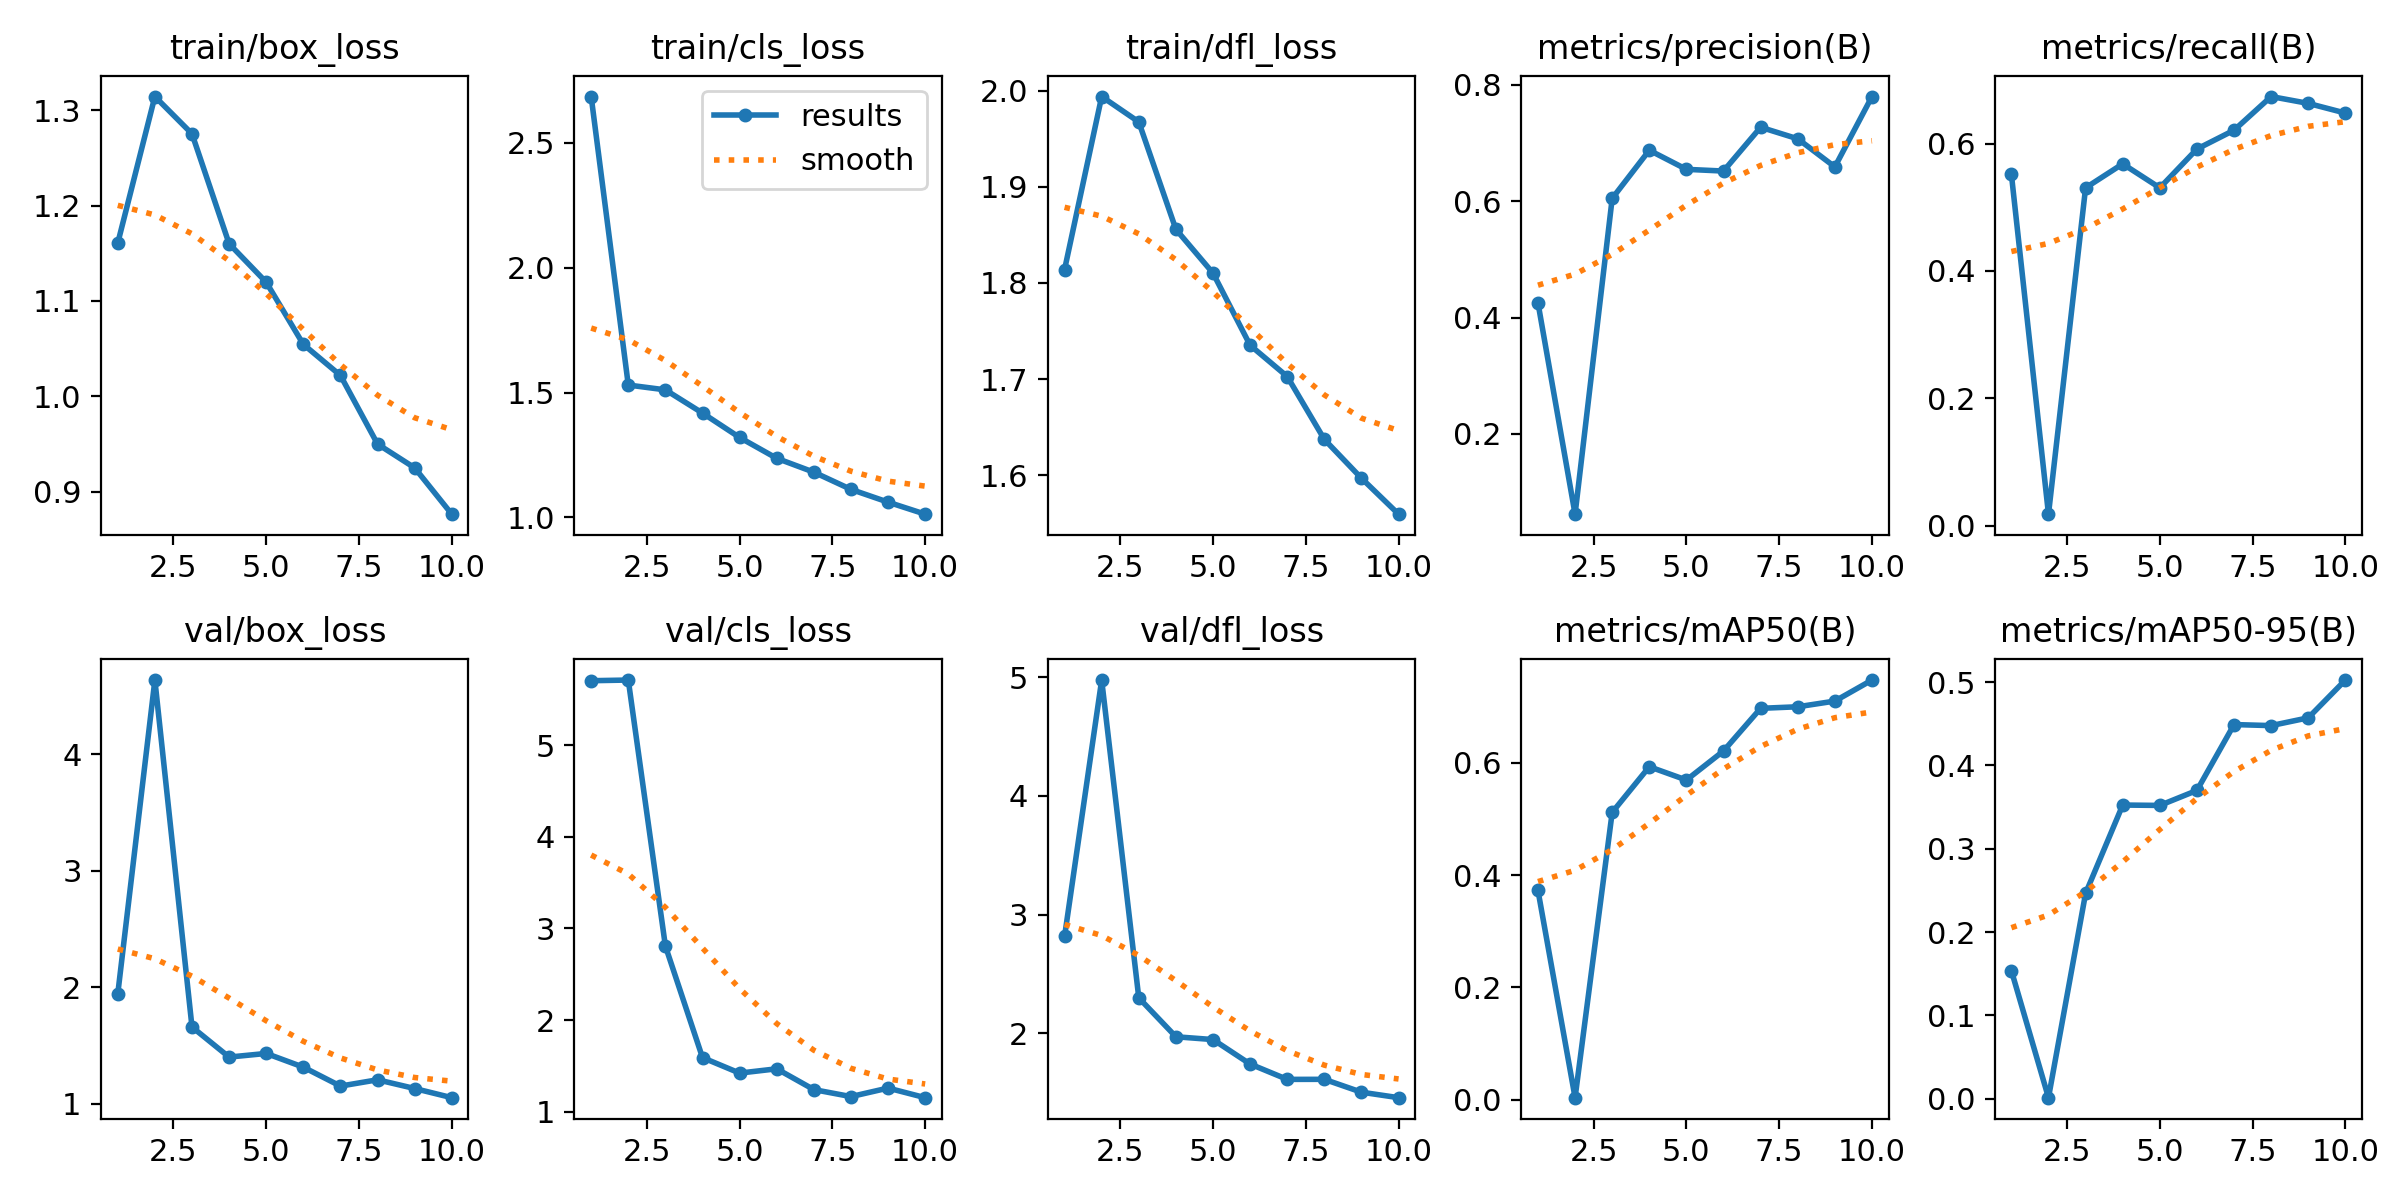 train/box_loss
1.3
1.2
1.1
1.0
0.9
2.5 5.0 7.5 10.0
train/cls_loss
results
smooth
2.5
2.0
1.5
1.0
2.5 5.0 7.5 10.0
train/dfl_loss
2.0
1.9
1.8
1.7
1.6
2.5 5.0 7.5 10.0
metrics/precision(B)
0.8
0.6
0.4
0.2
2.5 5.0 7.5 10.0
metrics/recall(B)
0.6
0.4
0.2
0.0
2.5 5.0 7.5 10.0
val/box_loss
4
3
2
1
2.5 5.0 7.5 10.0
val/cls_loss
5
4
3
2
1
2.5 5.0 7.5 10.0
val/dfl_loss
5
4
3
2
2.5 5.0 7.5 10.0
metrics/mAP50(B)
0.6
0.4
0.2
0.0
2.5 5.0 7.5 10.0
metrics/mAP50-95(B)
0.5
0.4
0.3
0.2
0.1
0.0
2.5 5.0 7.5 10.0